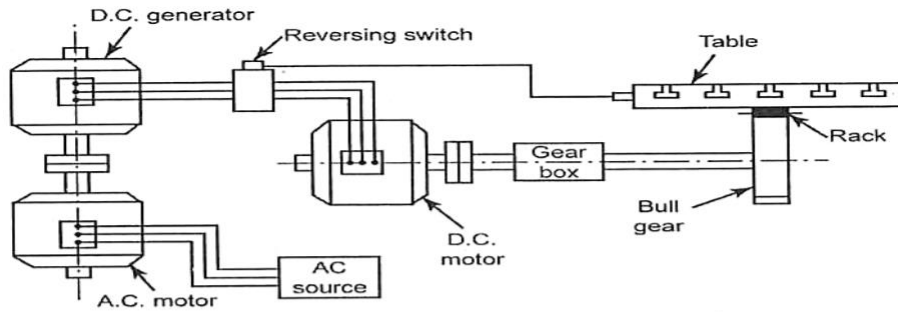 D.C. generator
Reversing switch
Table
Rack
Gear
box
Bull
gear
D.C.
motor
AC
source
A.C. motor